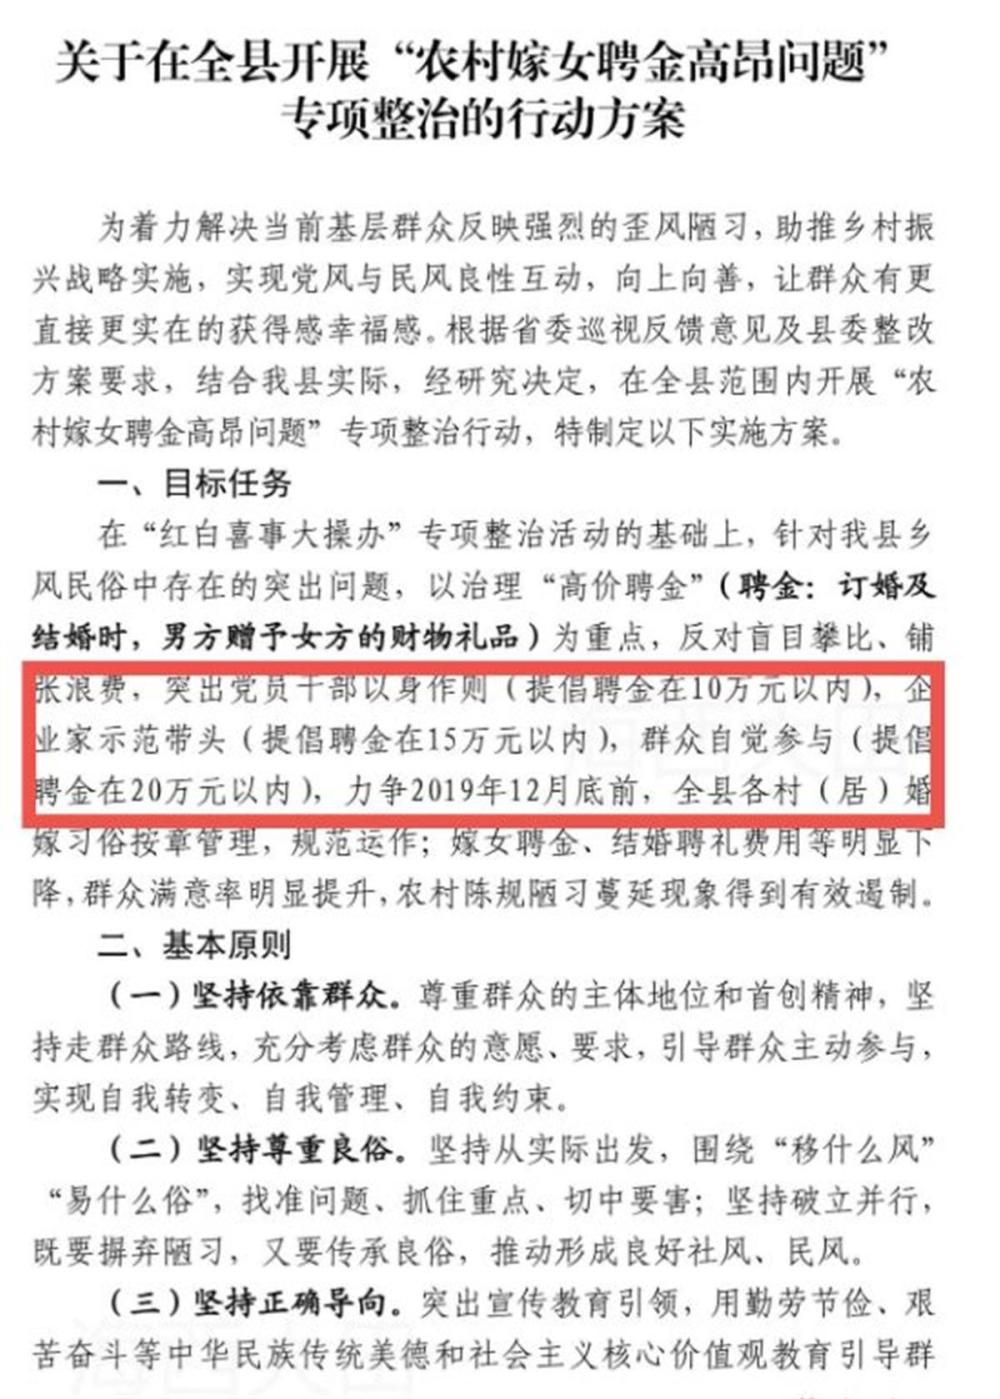 关于在全县开展“农村嫁女聘金高昂问题”
专项整治的行动方案
为着力解决当前基层群众反映强烈的歪风陋习,助推乡村振
兴战略实施，实现党风与民风良性互动，向上向善，让群众有更
直接更实在的获得感幸福感。根据省委巡视反馈意见及县委整改
方案要求，结合我县实际，经研究决定，在全县范围内开展“农
村嫁女聘金高昂问题”专项整治行动，特制定以下实施方案。
一、目标任务
在“红白喜事大操办”专项整治活动的基础上，针对我县乡
风民俗中存在的突出问题，以治理“高价聘金”（聘金：订婚及
结婚时，男方赠予女方的财物礼品）为重点，反对盲目攀比、铺
张浪费，突出党员干部以身作则（提倡聘金在10万元以内），企
业家示范带头（提倡聘金在15万元以内），群众自觉参与（提倡
聘金在20万元以内），力争2019年12月底前，全县各村（居）婚
嫁习俗按章管理，规范运作；嫁女聘金、结婚聘礼费用等明显下
降,群众满意率明显提升,农村陈规陋习蔓延现象得到有效遏制。
二、基本原则
（一）坚持依靠群众。尊重群众的主体地位和首创精神，坚
持走群众路线,充分考虑群众的意愿、要求,引导群众主动参与,
实现自我转变、自我管理、自我约束。
（二）坚持尊重良俗。坚持从实际出发，围绕“移什么风”
“易什么俗”，找准问题、抓住重点、切中要害；坚持破立并行，
既要摒弃陋习，又要传承良俗，推动形成良好社风、民风。
（三）坚持正确导向。突出宣传教育引领，用勤劳节俭、艰
苦奋斗等中华民族传统美德和社会主义核心价值观教育引导群